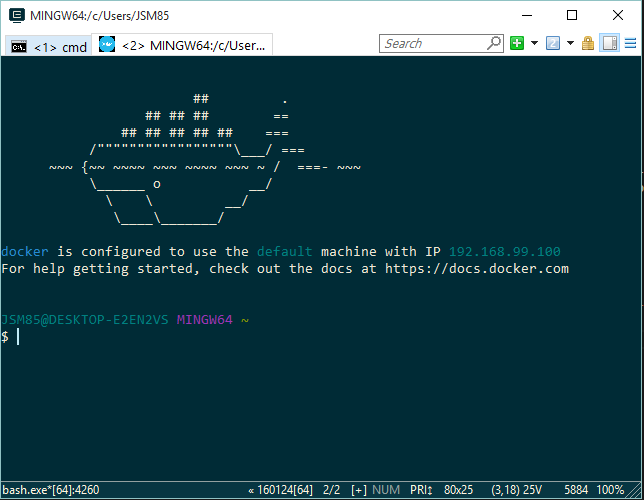 MINGW64:/c/Users/JSM85
<1> cmd
<2> MINGW64:/c/User...
Search
                        ##         .
                  ## ## ##        ==
               ## ## ## ## ##    ===
           /"""""""""""""""""\___/ ===
      ~~~ {~~ ~~~~ ~~~ ~~~~ ~~~ ~ /  ===- ~~~
           \______ o           __/
             \    \         __/
              \____\_______/
docker is configured to use the default machine with IP 192.168.99.100
For help getting started, check out the docs at https://docs.docker.com
JSM85@DESKTOP-E2EN2VS MINGW64 ~
$
bash.exe*[64]:4260 « 160124[64] 2/2 [+] NUM PRI↕ 80x25 (3,18) 25V 5884 100%